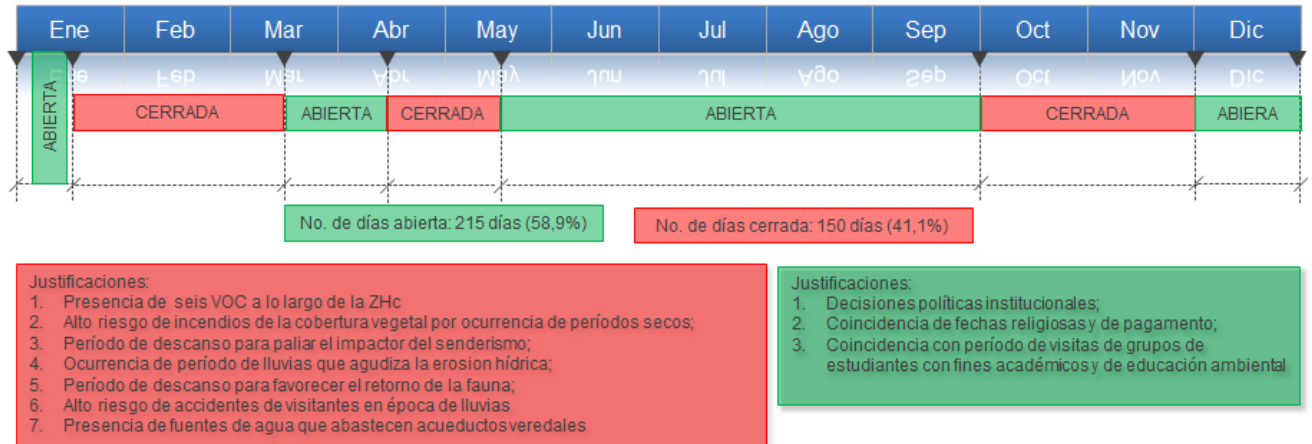 Ene Feb Mar Abr May Jun Jul Ago Sep Oct Nov Dic
ABIERTA
CERRADA ABIERTA CERRADA ABIERTA CERRADA ABIERA
No. de días abierta: 215 días (58,9%)
No. de días cerrada: 150 días (41,1%)
Justificaciones:
1. Presencia de seis VOC a lo largo de la ZHc
2. Alto riesgo de incendios de la cobertura vegetal por ocurrencia de períodos secos;
3. Período de descanso para paliar el impactor del senderismo;
4. Ocurrencia de período de lluvias que agudiza la erosion hídrica;
5. Período de descanso para favorecer el retorno de la fauna;
6. Alto riesgo de accidentes de visitantes en época de lluvias
7. Presencia de fuentes de agua que abastecen acueductos veredales
Justificaciones:
1. Decisiones políticas institucionales;
2. Coincidencia de fechas religiosas y de pagamento;
3. Coincidencia con período de visitas de grupos de
estudiantes con fines académicos y de educación ambiental